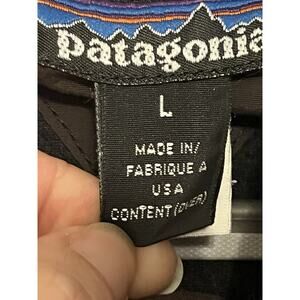 patagonia
L
MADE IN/
FABRIQUE A
USA
CONTENT (OVER)